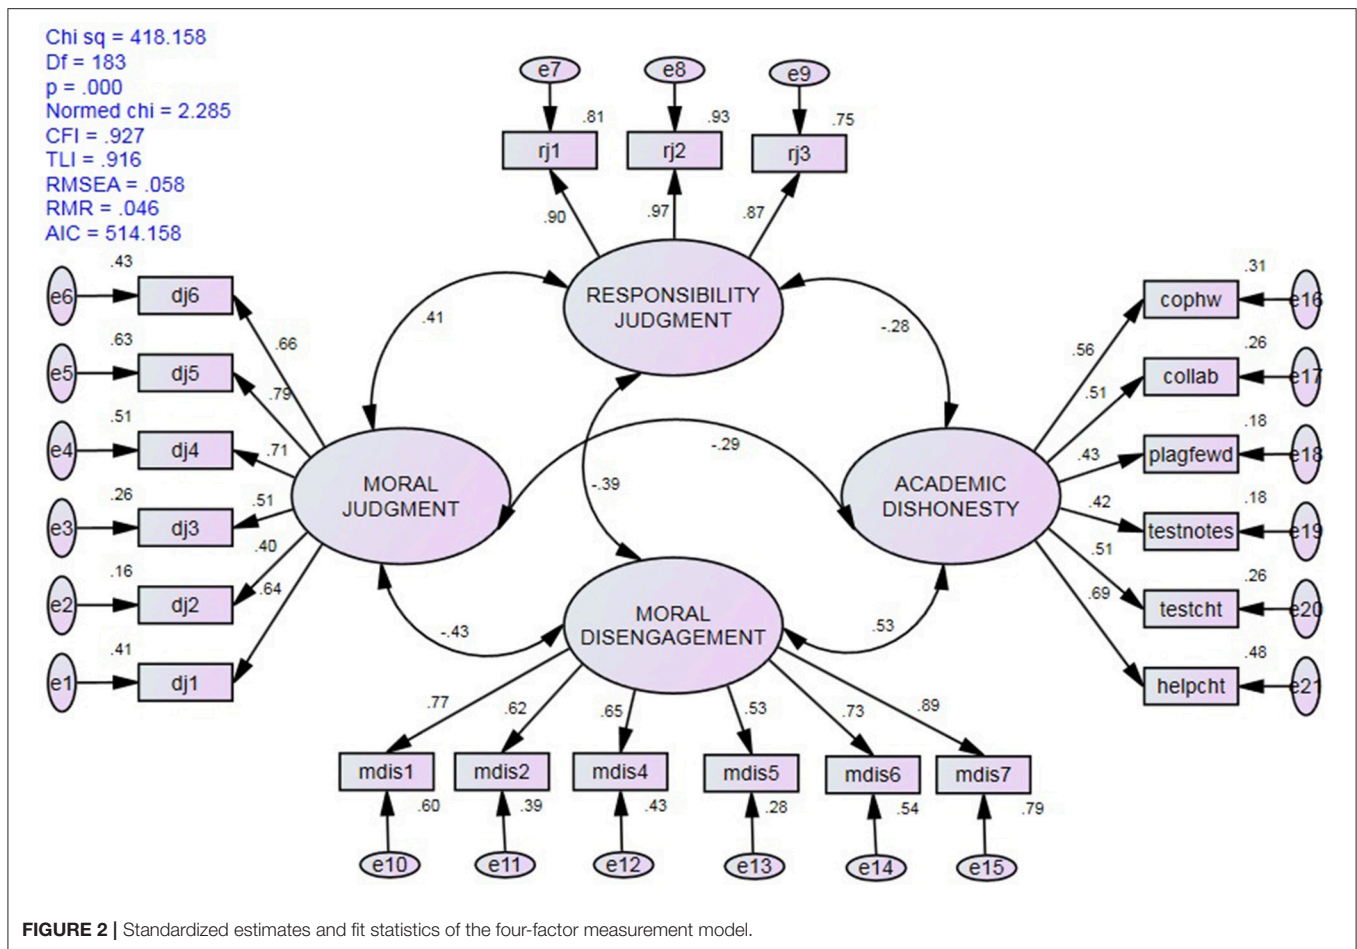 Chi sq = 418.158
Df = 183
p = .000
Normed chi = 2.285
CFI = .927
TLI = .916
RMSEA = .058
RMR = .046
AIC = 514.158
e7
e8
e9
.81
.93
.75
rj1
rj2
rj3
.90
.97
.87
RESPONSIBILITY
JUDGMENT
.41
-.28
-.29
-.39
-.43
.53
.43
e6
dj6
.66
.63
e5
dj5
.79
.51
e4
dj4
.71
.26
e3
dj3
.51
.16
e2
dj2
.40
.41
e1
dj1
.64
MORAL
JUDGMENT
ACADEMIC
DISHONESTY
.31
.56
cophw
e16
.26
.51
collab
e17
.18
.43
plagfewd
e18
.18
.42
testnotes
e19
.26
.51
testcht
e20
.48
.69
helpcht
e21
MORAL
DISENGAGEMENT
.77
.62
.65
.53
.73
.89
mdis1
mdis2
mdis4
mdis5
mdis6
mdis7
.60
.39
.43
.28
.54
.79
e10
e11
e12
e13
e14
e15
FIGURE 2 | Standardized estimates and fit statistics of the four-factor measurement model.